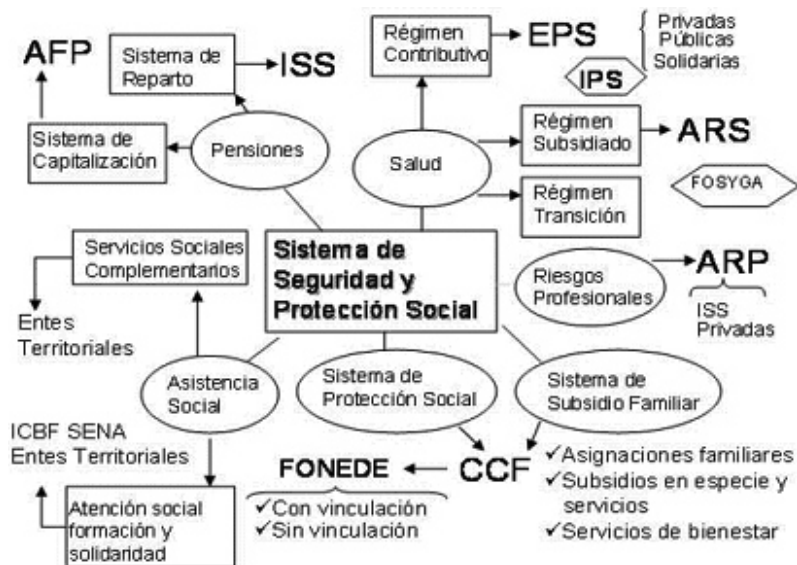 AFP
Sistema de
Reparto
ISS
Régimen
Contributivo
EPS
Privadas
Públicas
Solidarias
IPS
Sistema de
Capitalización
Pensiones
Salud
Régimen
Subsidiado
ARS
FOSYGA
Régimen
Transición
Servicios Sociales
Complementarios
Sistema de
Seguridad y
Protección Social
Riesgos
Profesionales
ARP
ISS
Privadas
Entes
Territoriales
Asistencia
Social
Sistema de
Protección Social
Sistema de
Subsidio Familiar
ICBF SENA
Entes Territoriales
FONEDE
CCF
✓Asignaciones familiares
✓Subsidios en especie y
servicios
✓Servicios de bienestar
✓Con vinculación
✓Sin vinculación
Atención social
formación y
solidaridad